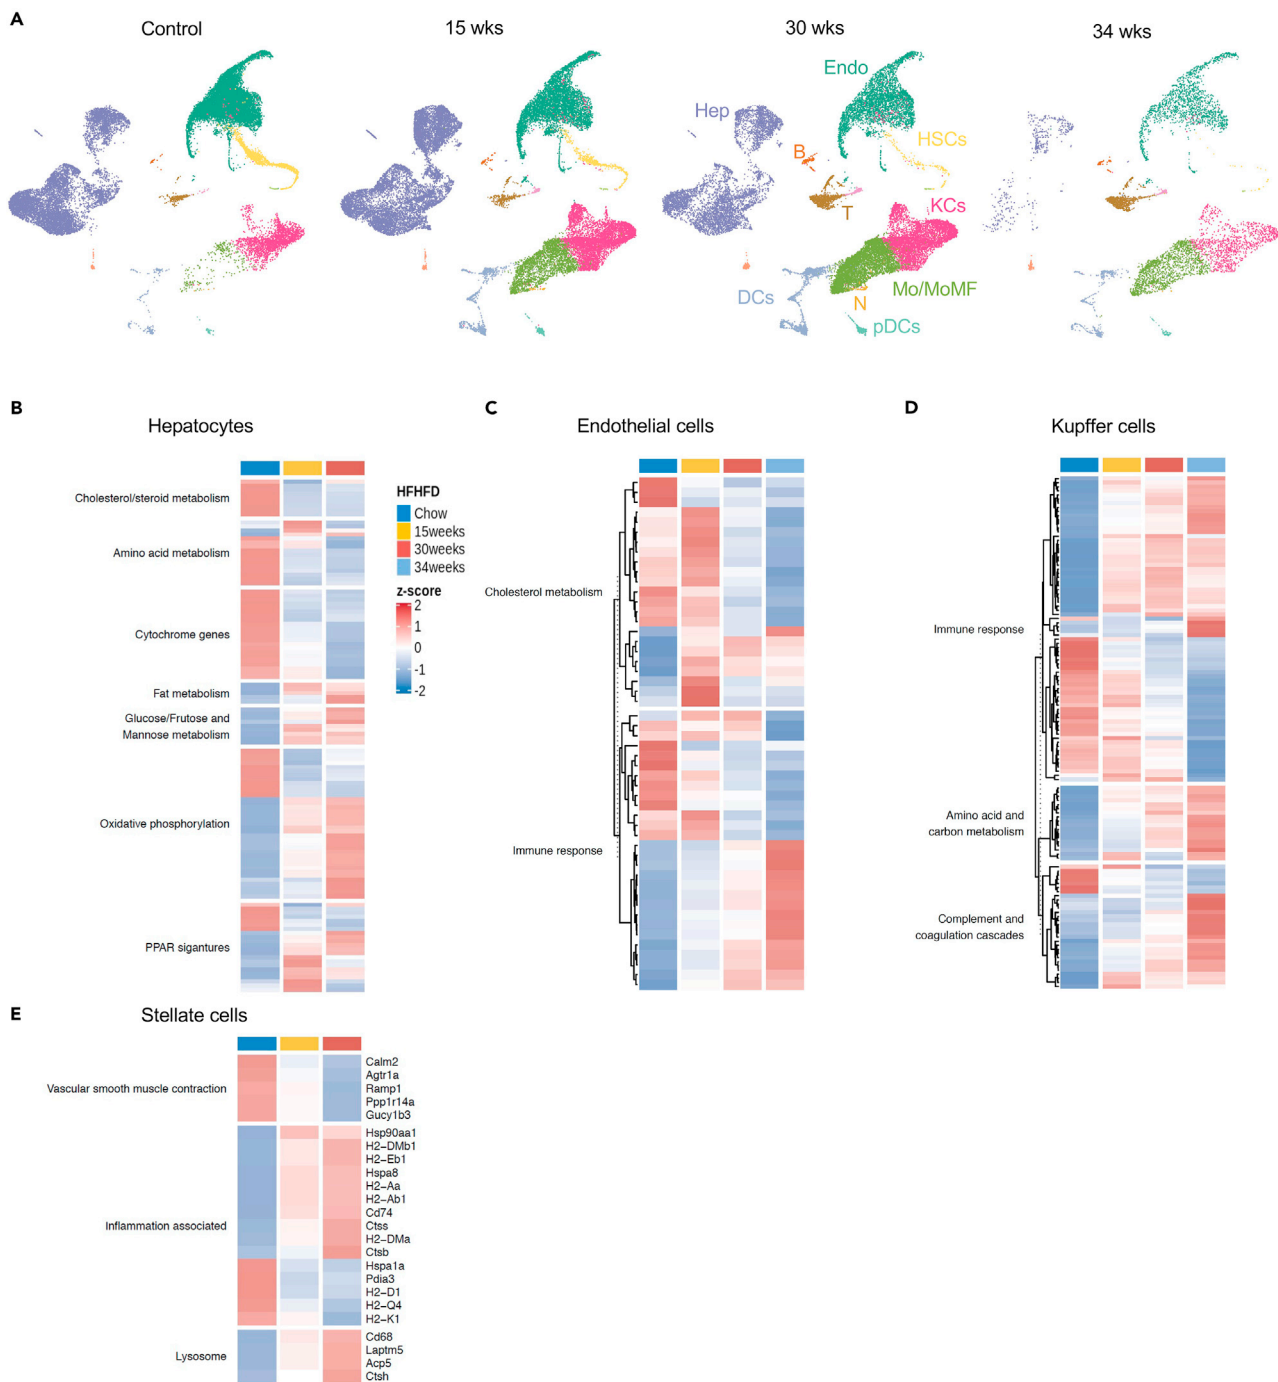 A
Control
15 wks
30 wks
34 wks
Endo
Hep
B
HSCs
T
KCs
DCs
N
Mo/MoMF
pDCs
B
Hepatocytes
Cholesterol/steroid metabolism
Amino acid metabolism
Cytochrome genes
Fat metabolism
Glucose/Frutose and
Mannose metabolism
Oxidative phosphorylation
PPAR sigantures
HFHFD
Chow
15weeks
30weeks
34weeks
z-score
2
1
0
-1
-2
C
Endothelial cells
Cholesterol metabolism
Immune response
D
Kupffer cells
Immune response
Amino acid and
carbon metabolism
Complement and
coagulation cascades
E
Stellate cells
Vascular smooth muscle contraction
Inflammation associated
Lysosome
Calm2
Agtr1a
Ramp1
Ppp1r14a
Gucy1b3
Hsp90aa1
H2-DMb1
H2-Eb1
Hspa8
H2-Aa
H2-Ab1
Cd74
Ctss
H2-DMa
Ctsb
Hspa1a
Pdia3
H2-D1
H2-Q4
H2-K1
Cd68
Laptm5
Acp5
Ctsh